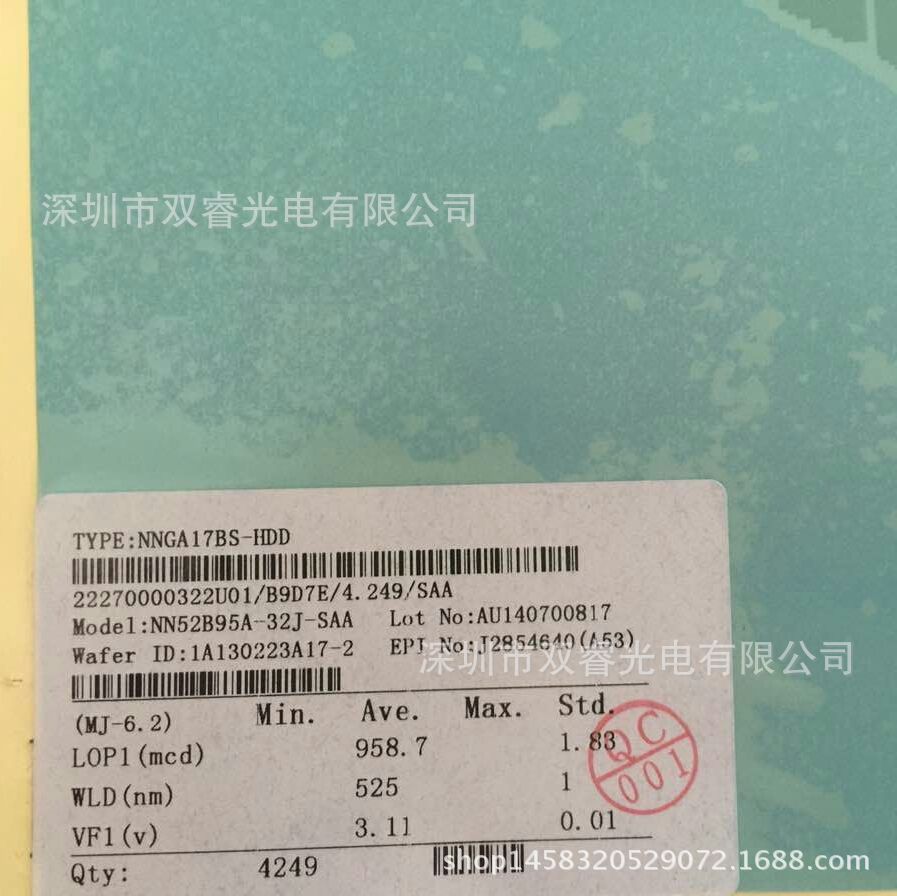 深圳市双睿光电有限公司
TYPE:NNGA17BS-HDD
22270000322U01/B9D7E/4.249/SAA
Model:NN52B95A-32J-SAA Lot No:AU140700817
Wafer ID:1A130223A17-2 EPI No:J2854640(A53)
深圳市双睿光电有限公司
(MJ-6.2) Min. Ave. Max. Std.
LOP1(mcd) 958.7 1.83
QC
001
WLD(nm) 525 1
VF1(v) 3.11 0.01
Qty: 4249
shop1458320529072.1688.com